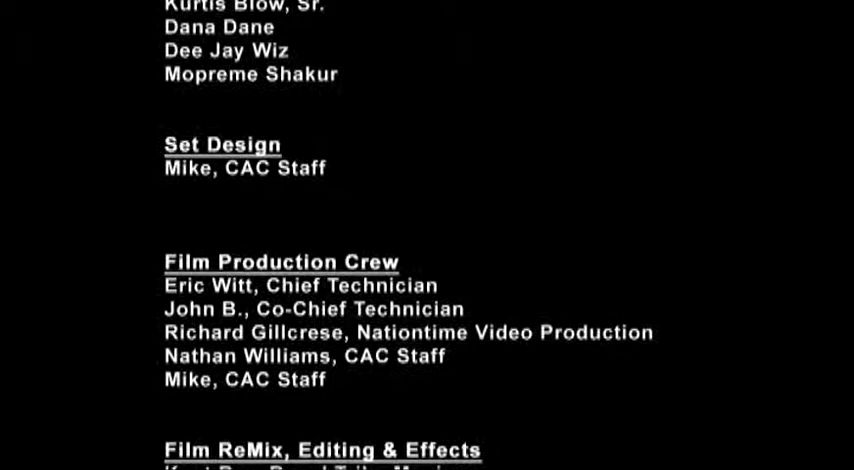 Kurtis Blow, Sr.
Dana Dane
Dee Jay Wiz
Mopreme Shakur
Set Design
Mike, CAC Staff
Film Production Crew
Eric Witt, Chief Technician
John B., Co-Chief Technician
Richard Gillcrese, Nationtime Video Production
Nathan Williams, CAC Staff
Mike, CAC Staff
Film ReMix, Editing & Effects